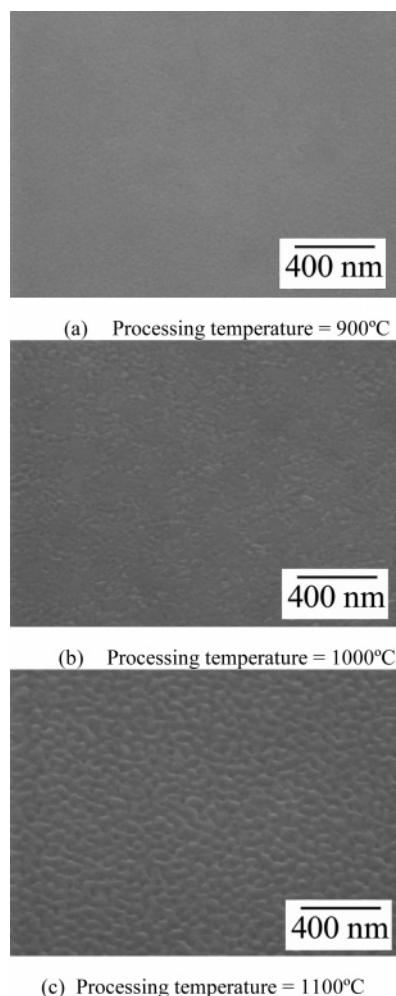 400 nm
(a) Processing temperature = 900ºC
400 nm
(b) Processing temperature = 1000ºC
400 nm
(c) Processing temperature = 1100ºC